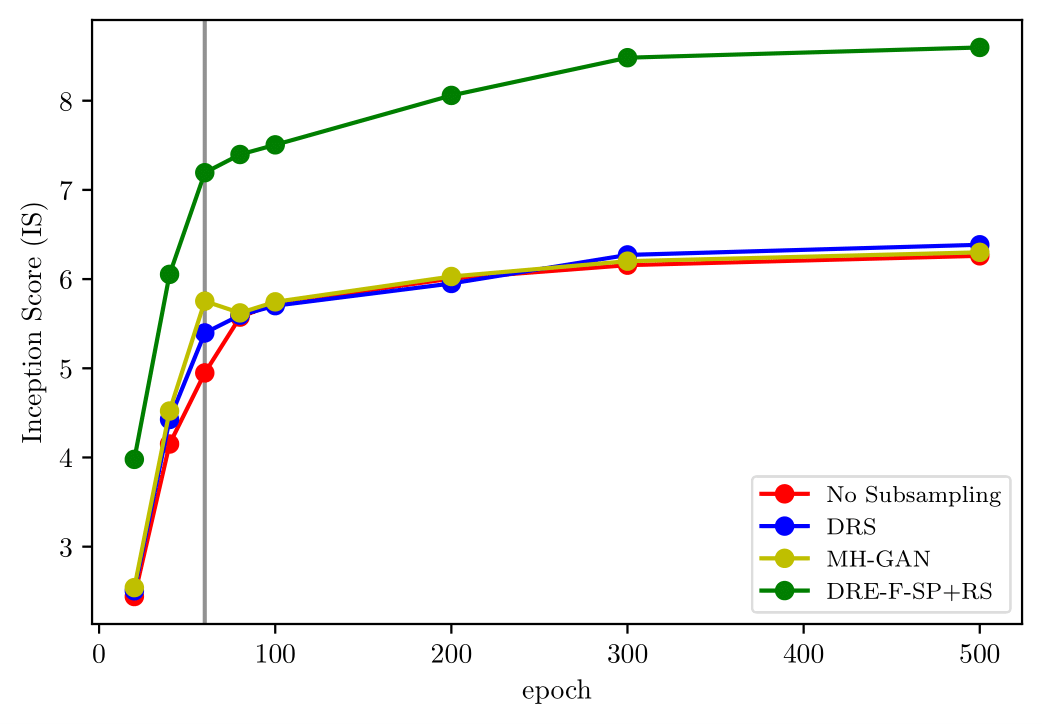 8
7
6
5
4
3
Inception Score (IS)
0 100 200 300 400 500
epoch
No Subsampling
DRS
MH-GAN
DRE-F-SP+RS